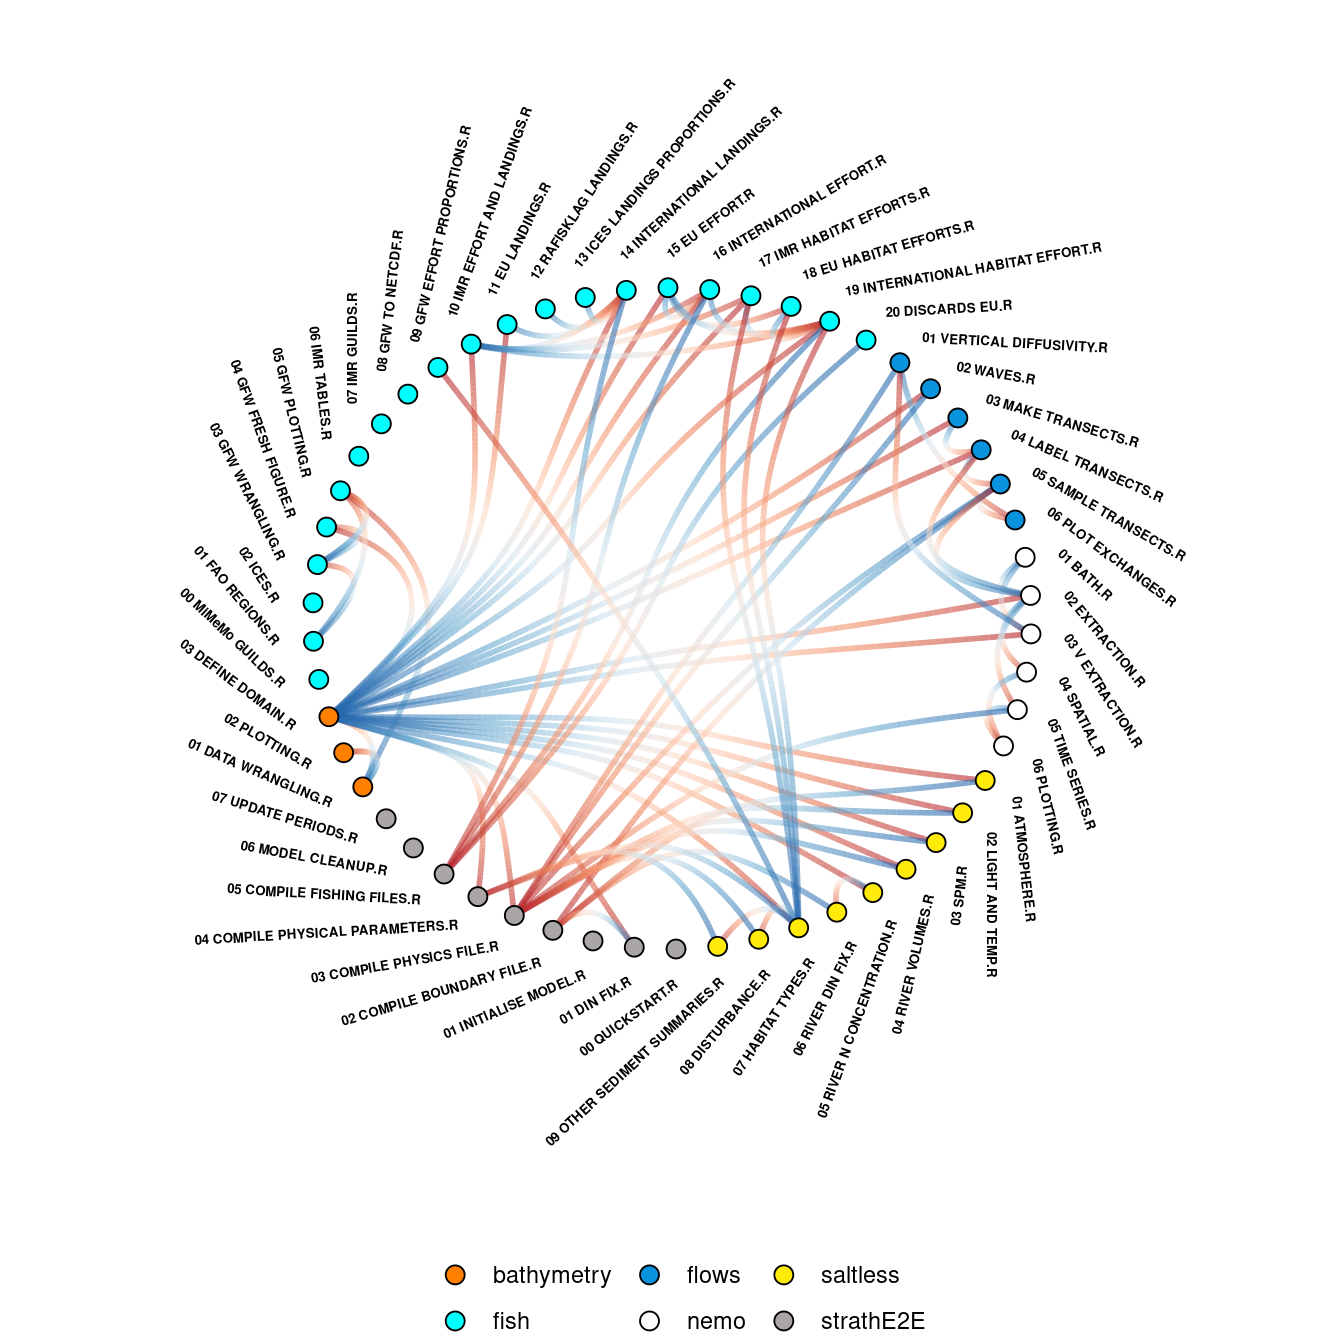 00 MiMeMo GUILDS.R
01 FAO REGIONS.R
02 ICES.R
03 GFW WRANGLING.R
04 GFW FRESH FIGURE.R
05 GFW PLOTTING.R
06 IMR TABLES.R
07 IMR GUILDS.R
08 GFW TO NETCDF.R
09 GFW EFFORT PROPORTIONS.R
10 IMR EFFORT AND LANDINGS.R
11 EU LANDINGS.R
12 RAFISKLAG LANDINGS.R
13 ICES LANDINGS PROPORTIONS.R
14 INTERNATIONAL LANDINGS.R
15 EU EFFORT.R
16 INTERNATIONAL EFFORT.R
17 IMR HABITAT EFFORTS.R
18 EU HABITAT EFFORTS.R
19 INTERNATIONAL HABITAT EFFORT.R
20 DISCARDS EU.R
01 VERTICAL DIFFUSIVITY.R
02 WAVES.R
03 MAKE TRANSECTS.R
04 LABEL TRANSECTS.R
05 SAMPLE TRANSECTS.R
06 PLOT EXCHANGES.R
01 BATH.R
02 EXTRACTION.R
03 V EXTRACTION.R
04 SPATIAL.R
05 TIME SERIES.R
06 PLOTTING.R
01 ATMOSPHERE.R
02 LIGHT AND TEMP.R
03 SPM.R
04 RIVER VOLUMES.R
05 RIVER N CONCENTRATION.R
06 RIVER DIN FIX.R
07 HABITAT TYPES.R
08 DISTURBANCE.R
09 OTHER SEDIMENT SUMMARIES.R
00 QUICKSTART.R
01 DIN FIX.R
01 INITIALISE MODEL.R
02 COMPILE BOUNDARY FILE.R
03 COMPILE PHYSICS FILE.R
04 COMPILE PHYSICAL PARAMETERS.R
05 COMPILE FISHING FILES.R
06 MODEL CLEANUP.R
07 UPDATE PERIODS.R
01 DATA WRANGLING.R
02 PLOTTING.R
03 DEFINE DOMAIN.R
bathymetry
flows
saltless
fish
nemo
strathE2E